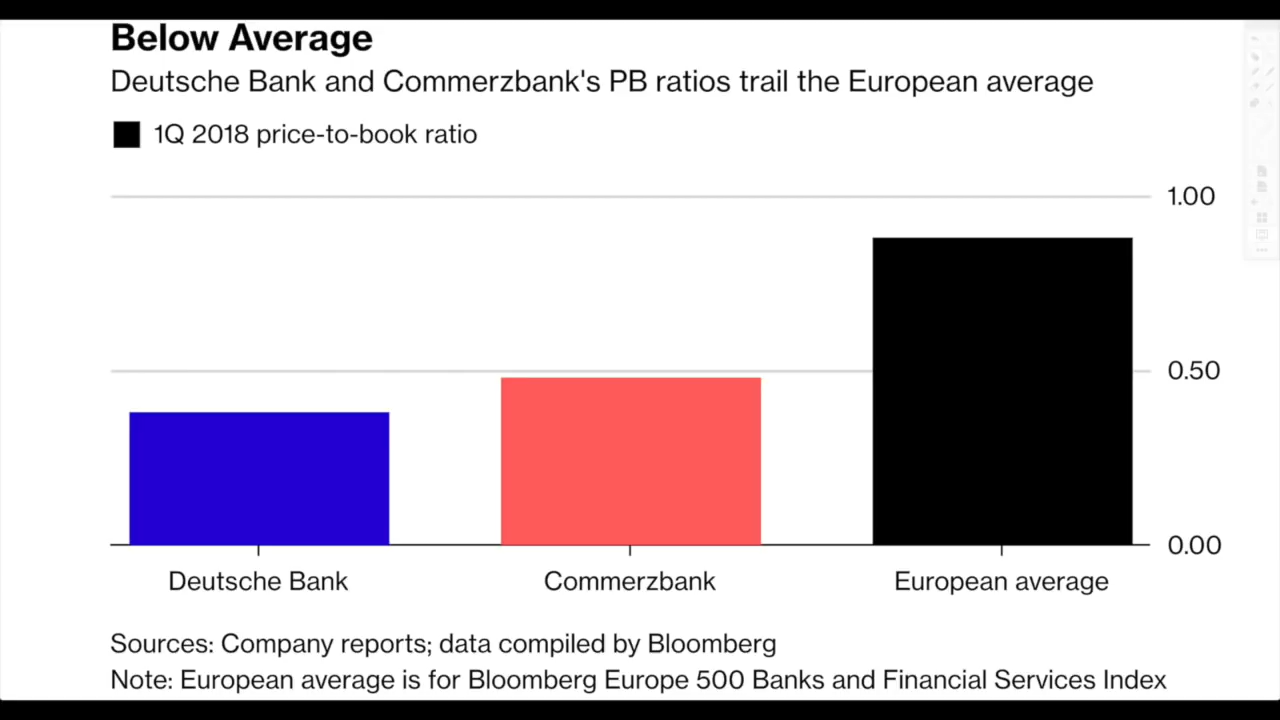 Below Average
Deutsche Bank and Commerzbank's PB ratios trail the European average
1Q 2018 price-to-book ratio
1.00
0.50
0.00
Deutsche Bank
Commerzbank
European average
Sources: Company reports; data compiled by Bloomberg
Note: European average is for Bloomberg Europe 500 Banks and Financial Services Index